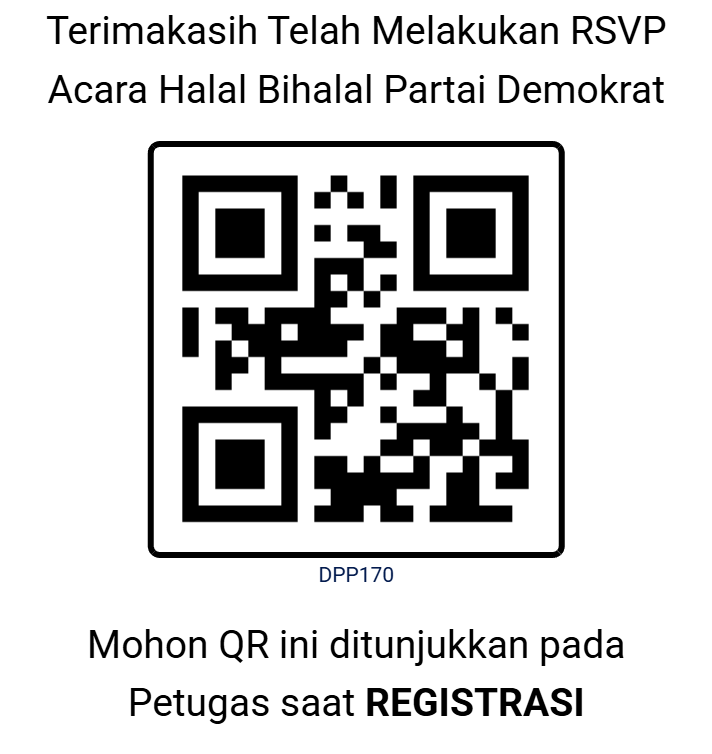 Terimakasih Telah Melakukan RSVP
Acara Halal Bihalal Partai Demokrat
DPP170
Mohon QR ini ditunjukkan pada
Petugas saat REGISTRASI